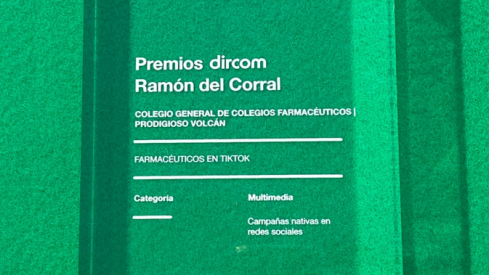 Premios dircom
Ramón del Corral
COLEGIO GENERAL DE COLEGIOS FARMACÉUTICOS |
PRODIGIOSO VOLCÁN
FARMACÉUTICOS EN TIKTOK
Categoría
Multimedia
Campañas nativas en
redes sociales